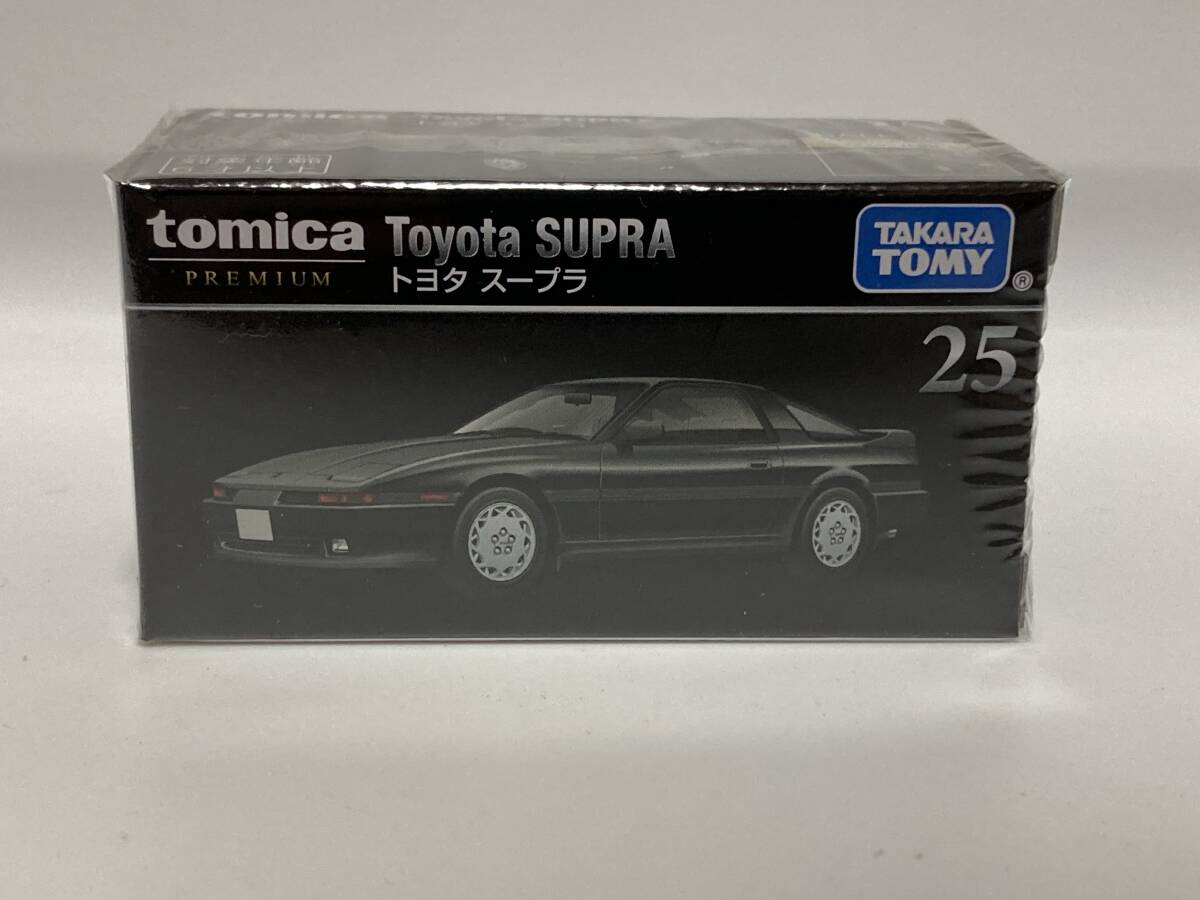 tomica
PREMIUM
Toyota SUPRA
トヨタ スープラ
TAKARA
TOMY
®
25